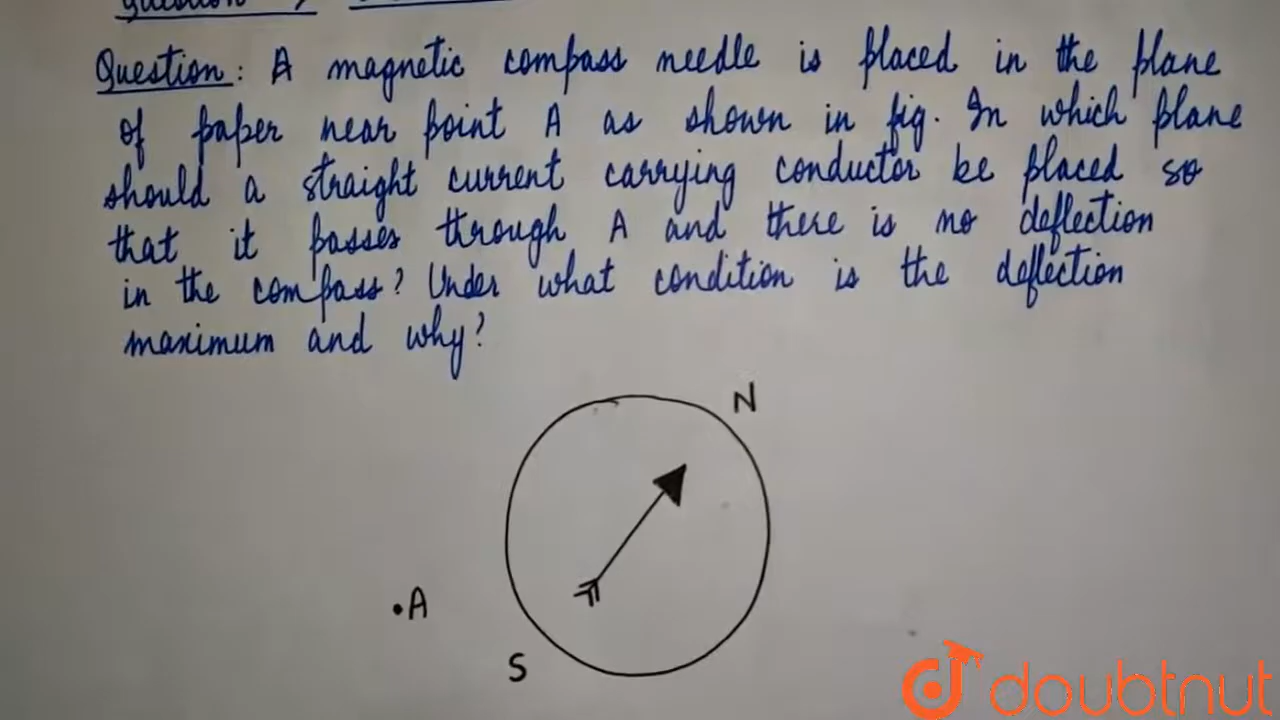 Question
Question: A magnetic compass needle is placed in the plane
of paper near point A as shown in fig. In which plane
should a straight current carrying conductor be placed so
that it passes through A and there is no deflection
in the compass? Under what condition is the deflection
maximum and why?
N
A
S
doubtnut